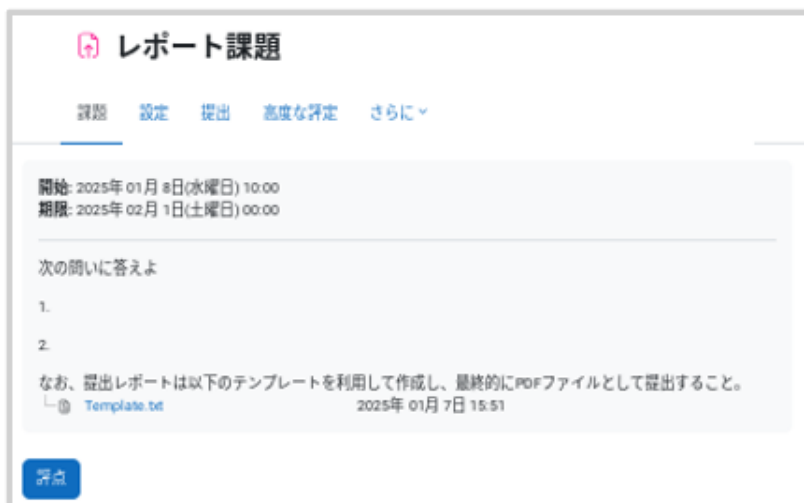 レポート課題
課題 設定 提出 高度な評定 さらに
開始: 2025年 01月 8日(水曜日) 10:00
期限: 2025年 02月 1日(土曜日) 00:00
次の問いに答えよ
1.
2.
なお、提出レポートは以下のテンプレートを利用して作成し、最終的にPDFファイルとして提出すること。
Template.txt 2025年 01月 7日 15:51
評点